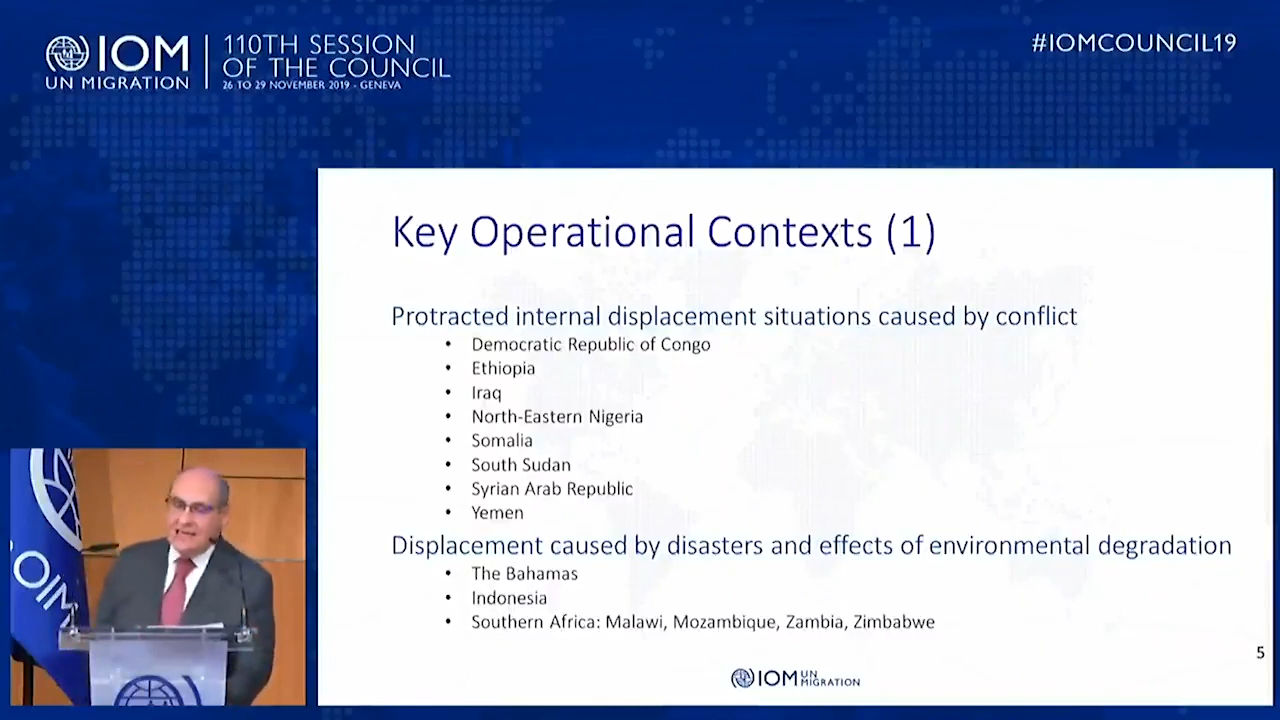 IOM
UN MIGRATION
110TH SESSION
OF THE COUNCIL
26 TO 29 NOVEMBER 2019 - GENEVA
#IOMCOUNCIL19
Key Operational Contexts (1)
Protracted internal displacement situations caused by conflict
• Democratic Republic of Congo
• Ethiopia
• Iraq
• North-Eastern Nigeria
• Somalia
• South Sudan
• Syrian Arab Republic
• Yemen
Displacement caused by disasters and effects of environmental degradation
• The Bahamas
• Indonesia
• Southern Africa: Malawi, Mozambique, Zambia, Zimbabwe
5
IOM UN
MIGRATION
OIM